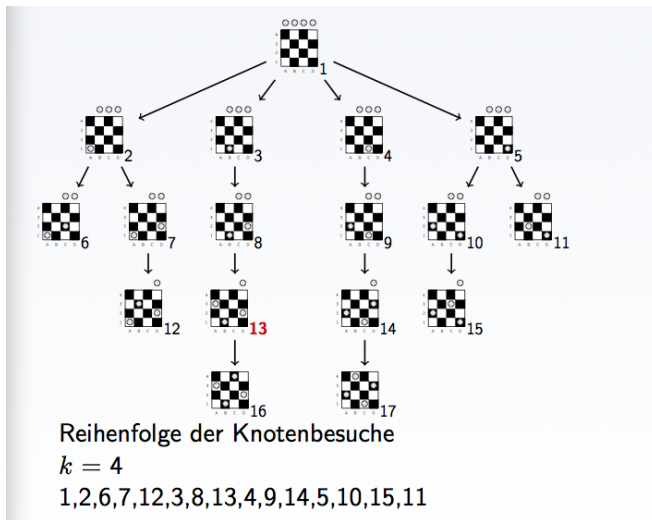 1
2 3 4 5
6 7 8 9 10 11
12 13 14 15
16 17
Reihenfolge der Knotenbesuche
k = 4
1,2,6,7,12,3,8,13,4,9,14,5,10,15,11